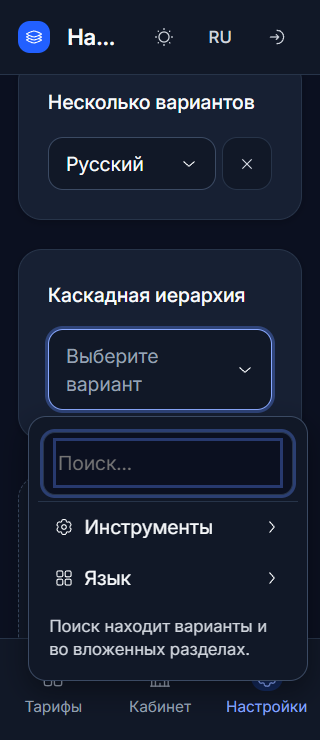 На...
RU
Несколько вариантов
Русский
Каскадная иерархия
Выберите
вариант
Поиск...
Инструменты
Язык
Поиск находит варианты и
во вложенных разделах.
Тарифы
Кабинет
Настройки